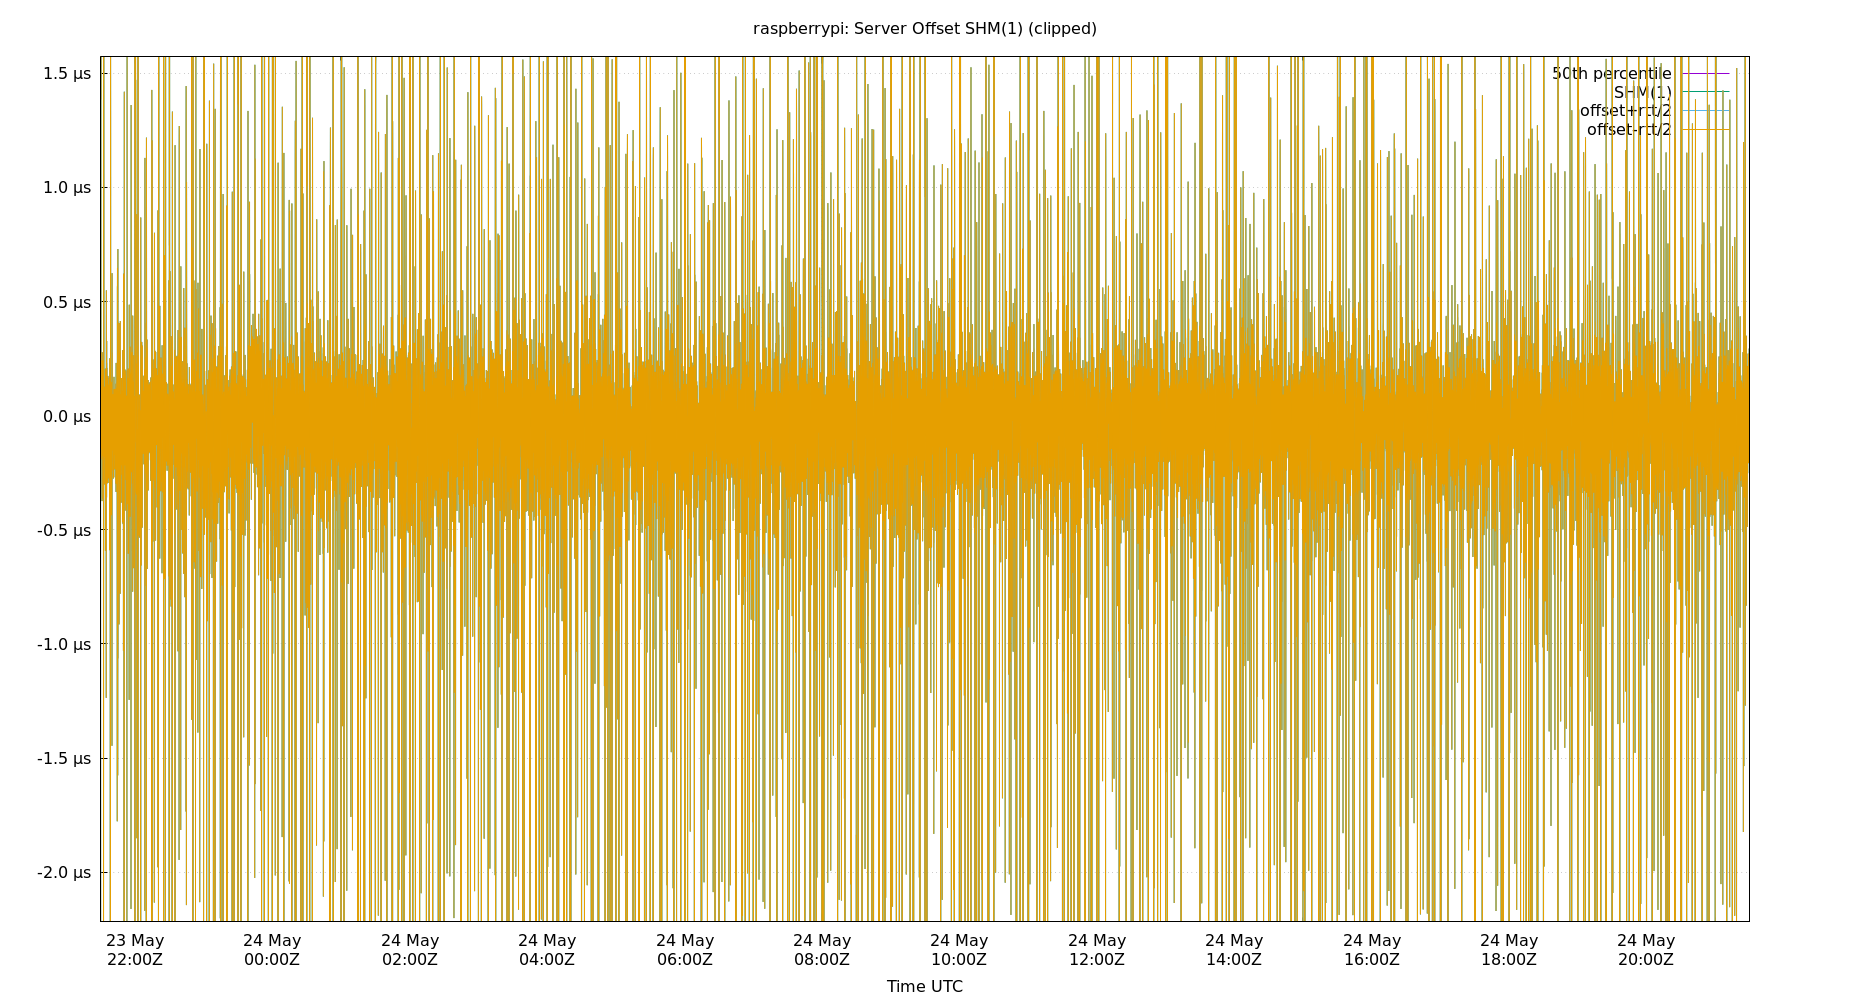 raspberrypi: Server Offset SHM(1) (clipped)
1.5 µs
1.0 µs
0.5 µs
0.0 µs
-0.5 µs
-1.0 µs
-1.5 µs
-2.0 µs
50th percentile
SHM(1)
offset+rtt/2
offset-rtt/2
23 May 24 May 24 May 24 May 24 May 24 May 24 May 24 May 24 May 24 May 24 May 24 May
22:00Z 00:00Z 02:00Z 04:00Z 06:00Z 08:00Z 10:00Z 12:00Z 14:00Z 16:00Z 18:00Z 20:00Z
Time UTC